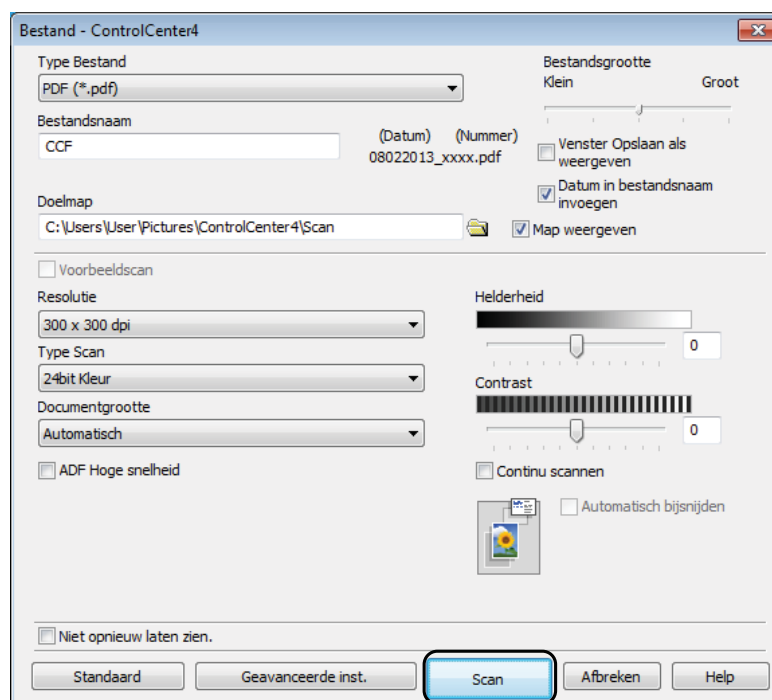 Bestand - ControlCenter4
Type Bestand
PDF (*.pdf)
Bestandsnaam
CCF
(Datum) (Nummer)
08022013_xxxx.pdf
Doelmap
C:\Users\User\Pictures\ControlCenter4\Scan
Bestandsgrootte
Klein Groot
Venster Opslaan als
weergeven
Datum in bestandsnaam
invoegen
Map weergeven
Voorbeeldscan
Resolutie
300 x 300 dpi
Type Scan
24bit Kleur
Documentgrootte
Automatisch
ADF Hoge snelheid
Helderheid
0
Contrast
0
Continu scannen
Automatisch bijsnijden
Niet opnieuw laten zien.
Standaard Geavanceerde inst. Scan Afbreken Help